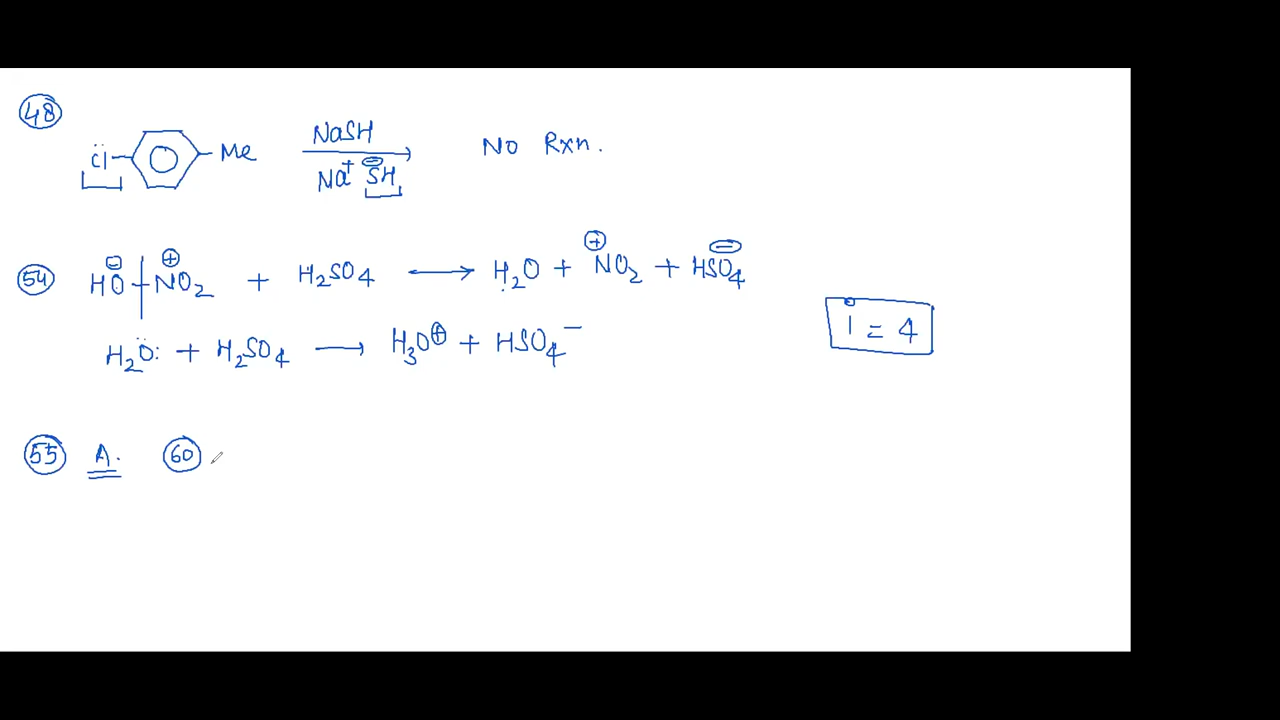 48
Cl Me NaSH No Rxn.
Na⁺ ⊖SH
54 HO⊖ NO₂⊕ + H₂SO₄ ⟶ H₂O + ⊕NO₂ + HSO₄⊖
i = 4
H₂O: + H₂SO₄ ⟶ H₃O⊕ + HSO₄⁻
55 A. 60